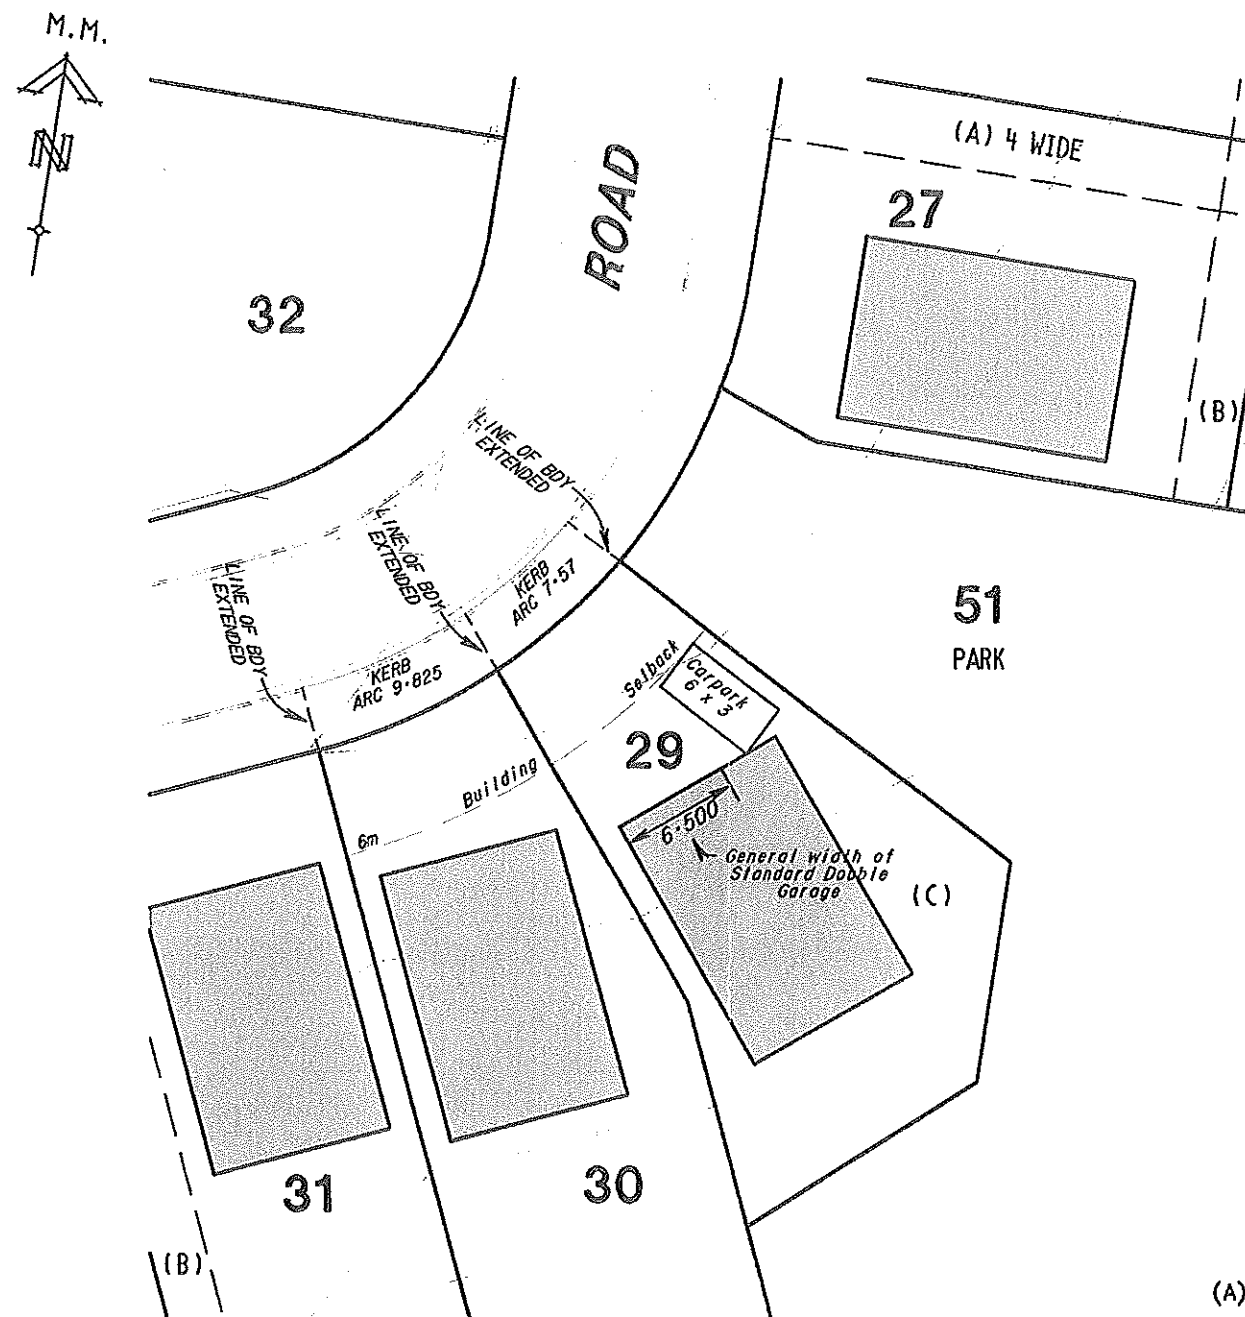 M.M.
N
(A) 4 WIDE
27
ROAD
32
(B)
LINE OF BDY
EXTENDED
LINE OF BDY
EXTENDED
LINE OF BDY
EXTENDED
KERB
ARC 7·57
KERB
ARC 9·825
51
PARK
Setback
Carpark
6 x 3
29
Building
6m
6·500
General width of
Standard Double
Garage
(C)
31
30
(B)
(A)